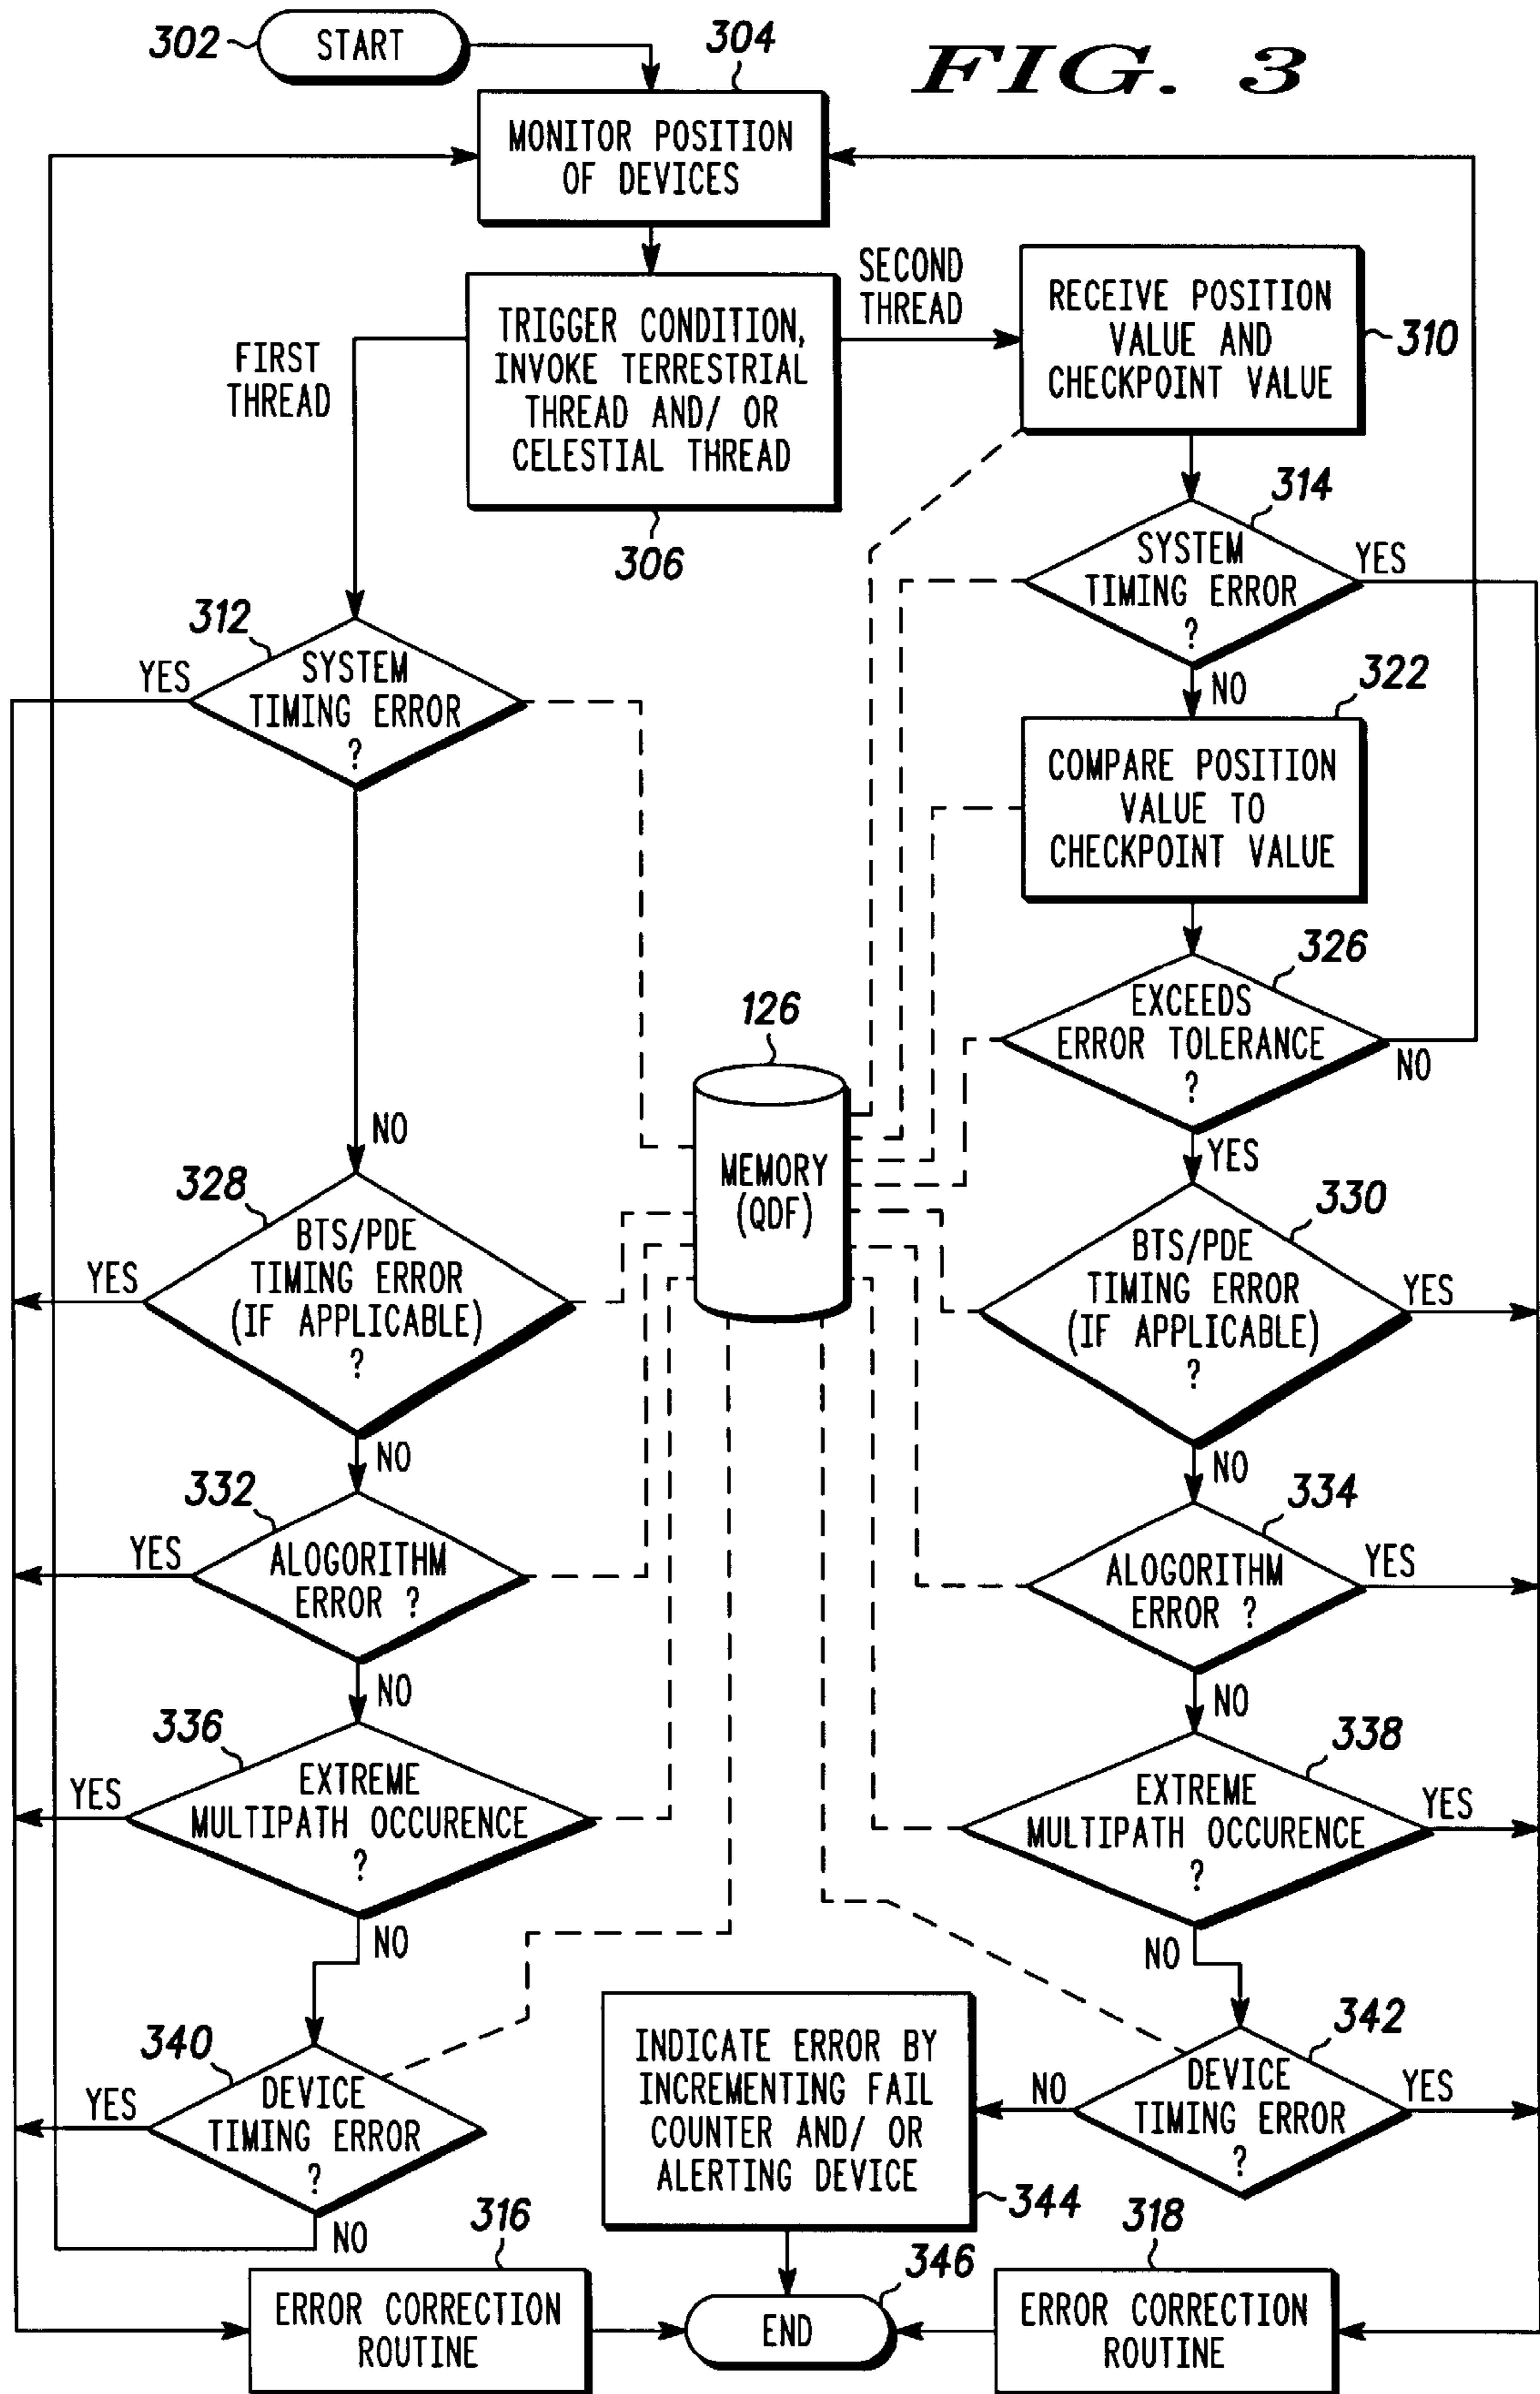 FIG. 3
302
START
304
MONITOR POSITION
OF DEVICES
TRIGGER CONDITION,
INVOKE TERRESTRIAL
THREAD AND/ OR
CELESTIAL THREAD
306
FIRST
THREAD
SECOND
THREAD
RECEIVE POSITION
VALUE AND
CHECKPOINT VALUE
310
314
SYSTEM
TIMING ERROR
?
YES
NO
312
SYSTEM
TIMING ERROR
?
YES
NO
322
COMPARE POSITION
VALUE TO
CHECKPOINT VALUE
326
EXCEEDS
ERROR TOLERANCE
?
NO
YES
126
MEMORY
(QDF)
328
BTS/PDE
TIMING ERROR
(IF APPLICABLE)
?
YES
NO
330
BTS/PDE
TIMING ERROR
(IF APPLICABLE)
?
YES
NO
332
ALOGORITHM
ERROR ?
YES
NO
334
ALOGORITHM
ERROR ?
YES
NO
336
EXTREME
MULTIPATH OCCURENCE
?
YES
NO
338
EXTREME
MULTIPATH OCCURENCE
?
YES
NO
340
DEVICE
TIMING ERROR
?
YES
NO
342
DEVICE
TIMING ERROR
?
YES
NO
INDICATE ERROR BY
INCREMENTING FAIL
COUNTER AND/ OR
ALERTING DEVICE
344
316
ERROR CORRECTION
ROUTINE
346
END
318
ERROR CORRECTION
ROUTINE